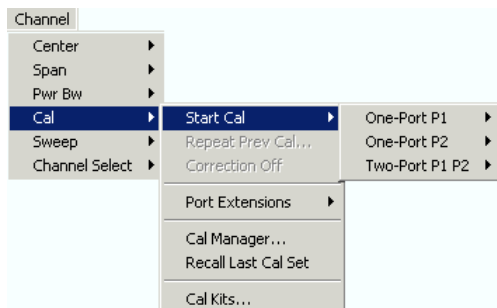 Channel
Center
Span
Pwr Bw
Cal
Sweep
Channel Select
Start Cal
Repeat Prev Cal...
Correction Off
Port Extensions
Cal Manager...
Recall Last Cal Set
Cal Kits...
One-Port P1
One-Port P2
Two-Port P1 P2